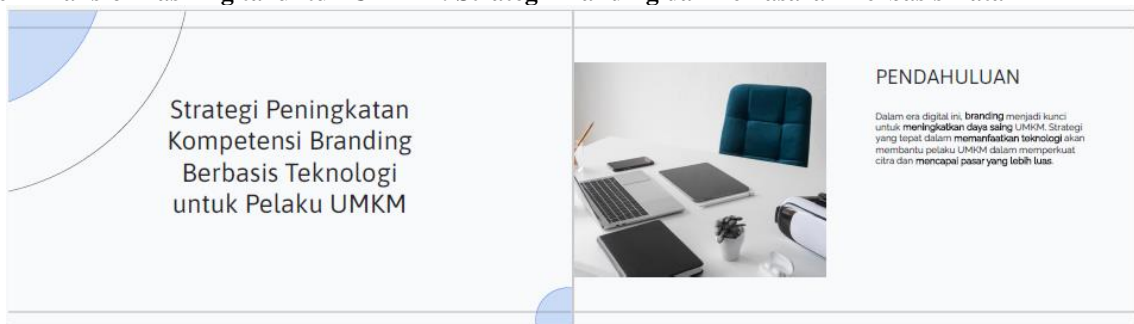 Strategi Peningkatan
Kompetensi Branding
Berbasis Teknologi
untuk Pelaku UMKM
PENDAHULUAN
Dalam era digital ini, branding menjadi kunci
untuk meningkatkan daya saing UMKM. Strategi
yang tepat dalam memanfaatkan teknologi akan
membantu pelaku UMKM dalam memperkuat
citra dan mencapai pasar yang lebih luas.